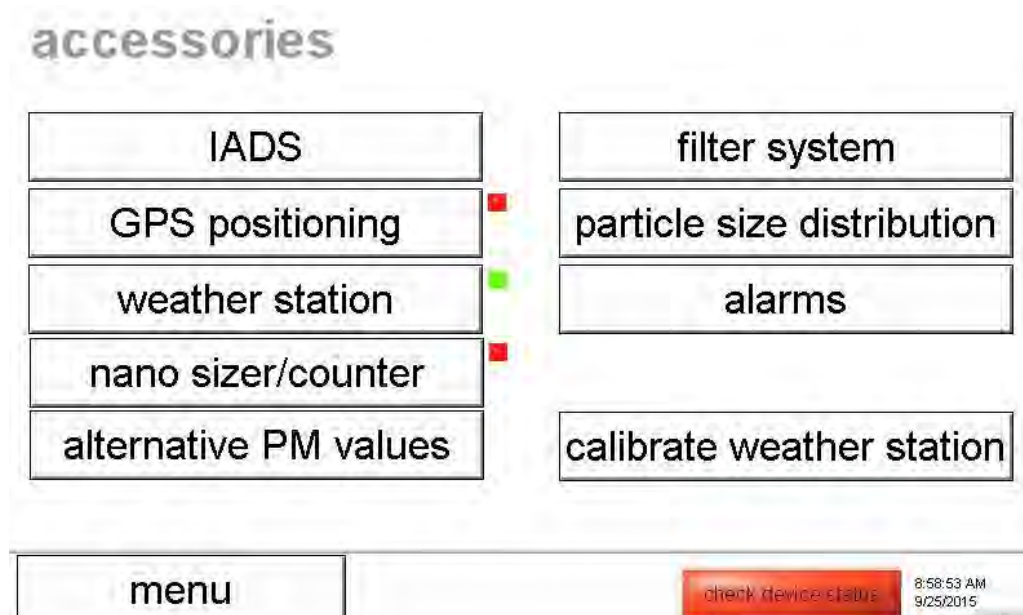 accessories
IADS
filter system
GPS positioning
particle size distribution
weather station
alarms
nano sizer/counter
alternative PM values
calibrate weather station
menu
check device status
8:58:53 AM
9/25/2015